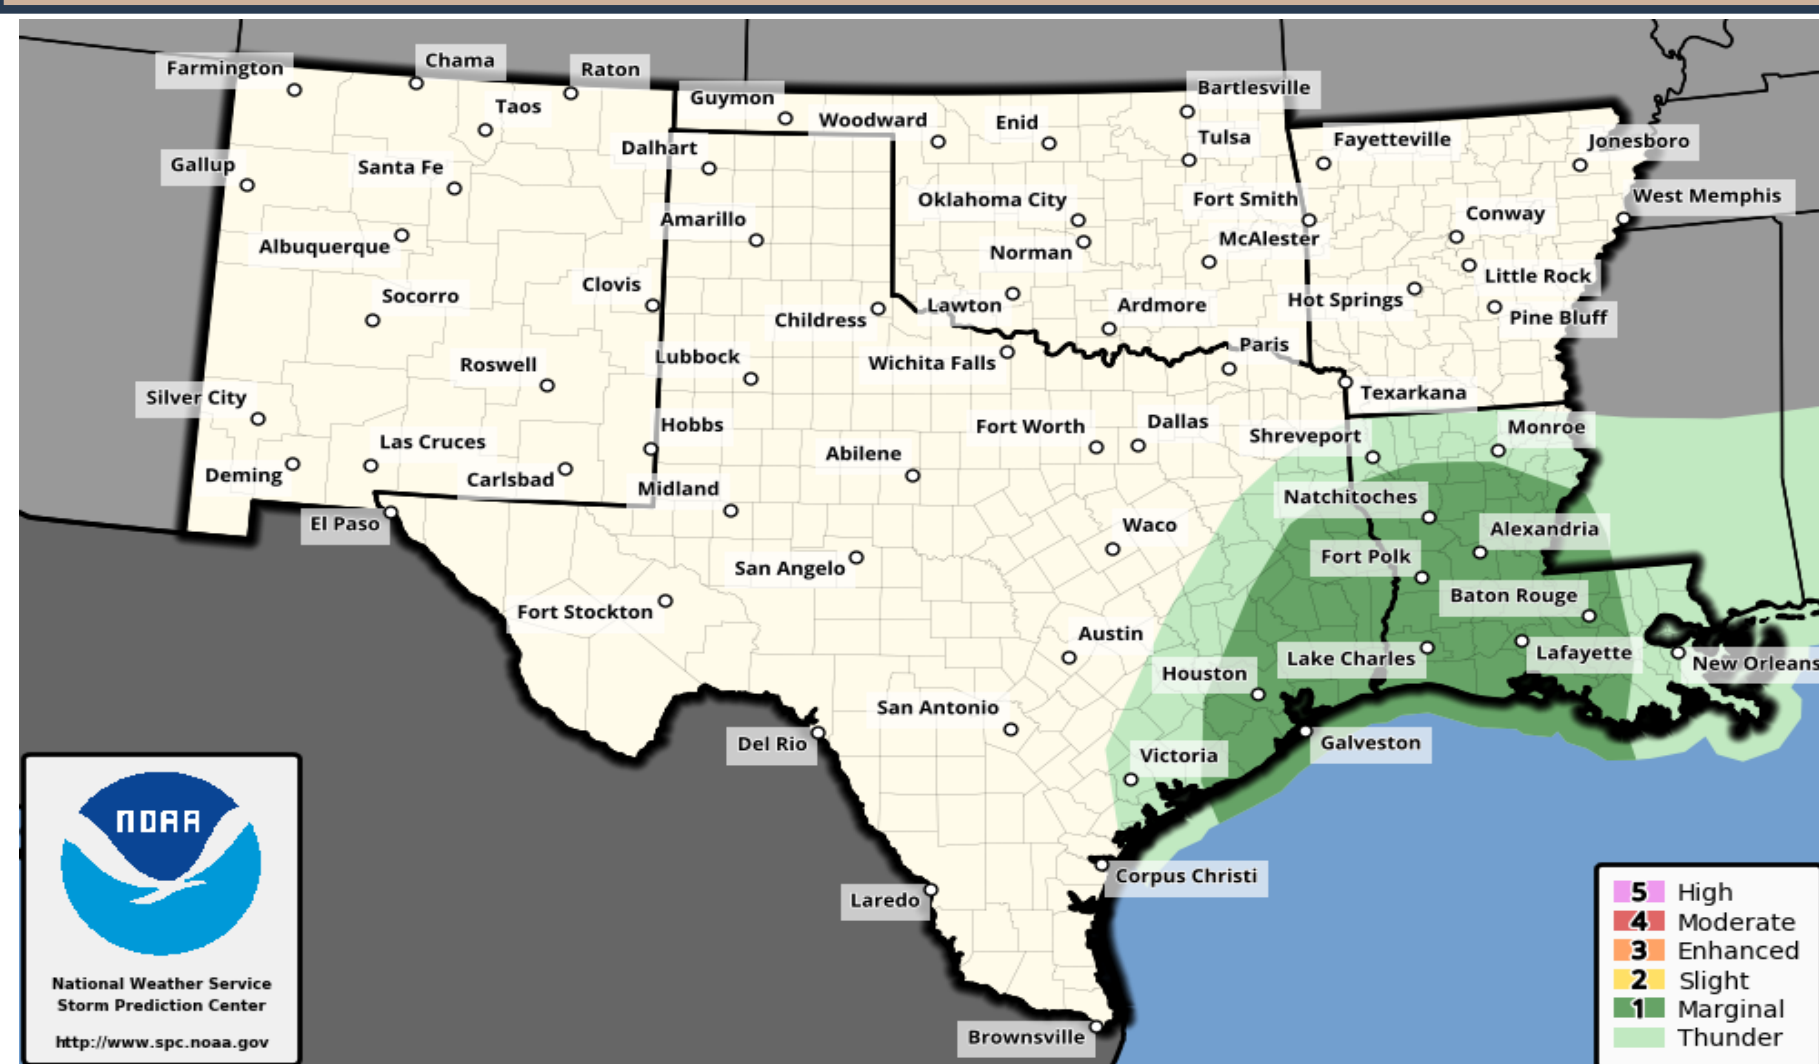 Farmington
Chama
Raton
Guymon
Bartlesville
Taos
Woodward
Enid
Tulsa
Fayetteville
Jonesboro
Gallup
Santa Fe
Dalhart
Oklahoma City
Fort Smith
West Memphis
Amarillo
Conway
Albuquerque
Norman
McAlester
Socorro
Clovis
Little Rock
Childress
Lawton
Ardmore
Hot Springs
Pine Bluff
Roswell
Lubbock
Wichita Falls
Paris
Silver City
Texarkana
Las Cruces
Hobbs
Fort Worth
Dallas
Shreveport
Monroe
Deming
Carlsbad
Midland
Abilene
Natchitoches
El Paso
Waco
Alexandria
San Angelo
Fort Polk
Fort Stockton
Baton Rouge
Austin
Lake Charles
Lafayette
New Orleans
Houston
San Antonio
Del Rio
Galveston
Victoria
Corpus Christi
Laredo
Brownsville
NOAA
National Weather Service
Storm Prediction Center
http://www.spc.noaa.gov
5 High
4 Moderate
3 Enhanced
2 Slight
1 Marginal
Thunder